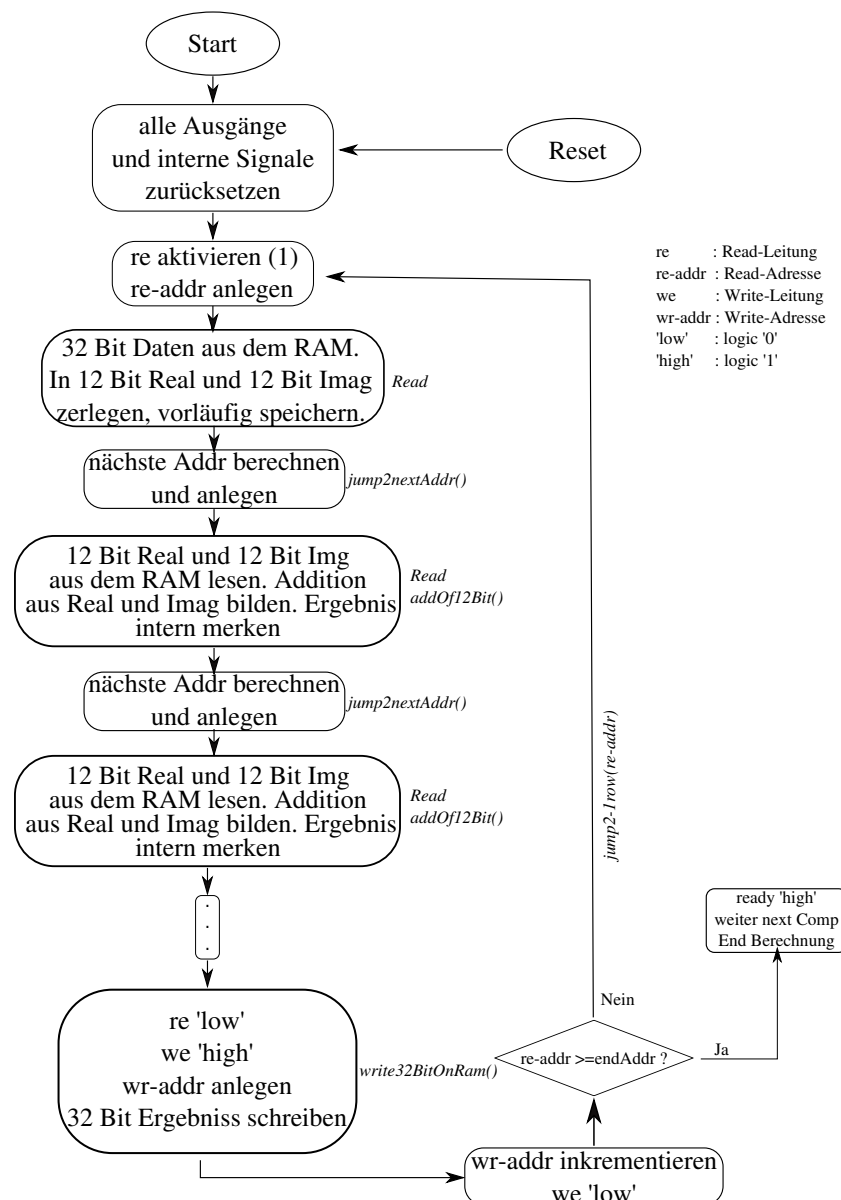 Start
alle Ausgänge
und interne Signale
zurücksetzen
Reset
re aktivieren (1)
re-addr anlegen
re : Read-Leitung
re-addr : Read-Adresse
we : Write-Leitung
wr-addr : Write-Adresse
'low' : logic '0'
'high' : logic '1'
32 Bit Daten aus dem RAM.
In 12 Bit Real und 12 Bit Imag
zerlegen, vorläufig speichern.
Read
nächste Addr berechnen
und anlegen
jump2nextAddr()
12 Bit Real und 12 Bit Img
aus dem RAM lesen. Addition
aus Real und Imag bilden. Ergebnis
intern merken
Read
addOf12Bit()
nächste Addr berechnen
und anlegen
jump2nextAddr()
12 Bit Real und 12 Bit Img
aus dem RAM lesen. Addition
aus Real und Imag bilden. Ergebnis
intern merken
Read
addOf12Bit()
jump2-1row(re-addr)
.
.
.
ready 'high'
weiter next Comp
End Berechnung
re 'low'
we 'high'
wr-addr anlegen
32 Bit Ergebniss schreiben
write32BitOnRam()
Nein
re-addr >=endAddr ?
Ja
wr-addr inkrementieren
we 'low'